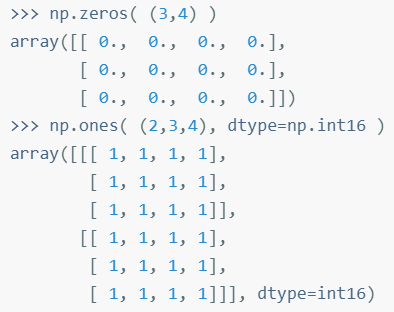 >>> np.zeros( (3,4) )
array([[ 0.,  0.,  0.,  0.],
       [ 0.,  0.,  0.,  0.],
       [ 0.,  0.,  0.,  0.]])
>>> np.ones( (2,3,4), dtype=np.int16 )
array([[[ 1, 1, 1, 1],
        [ 1, 1, 1, 1],
        [ 1, 1, 1, 1]],
       [[ 1, 1, 1, 1],
        [ 1, 1, 1, 1],
        [ 1, 1, 1, 1]]], dtype=int16)